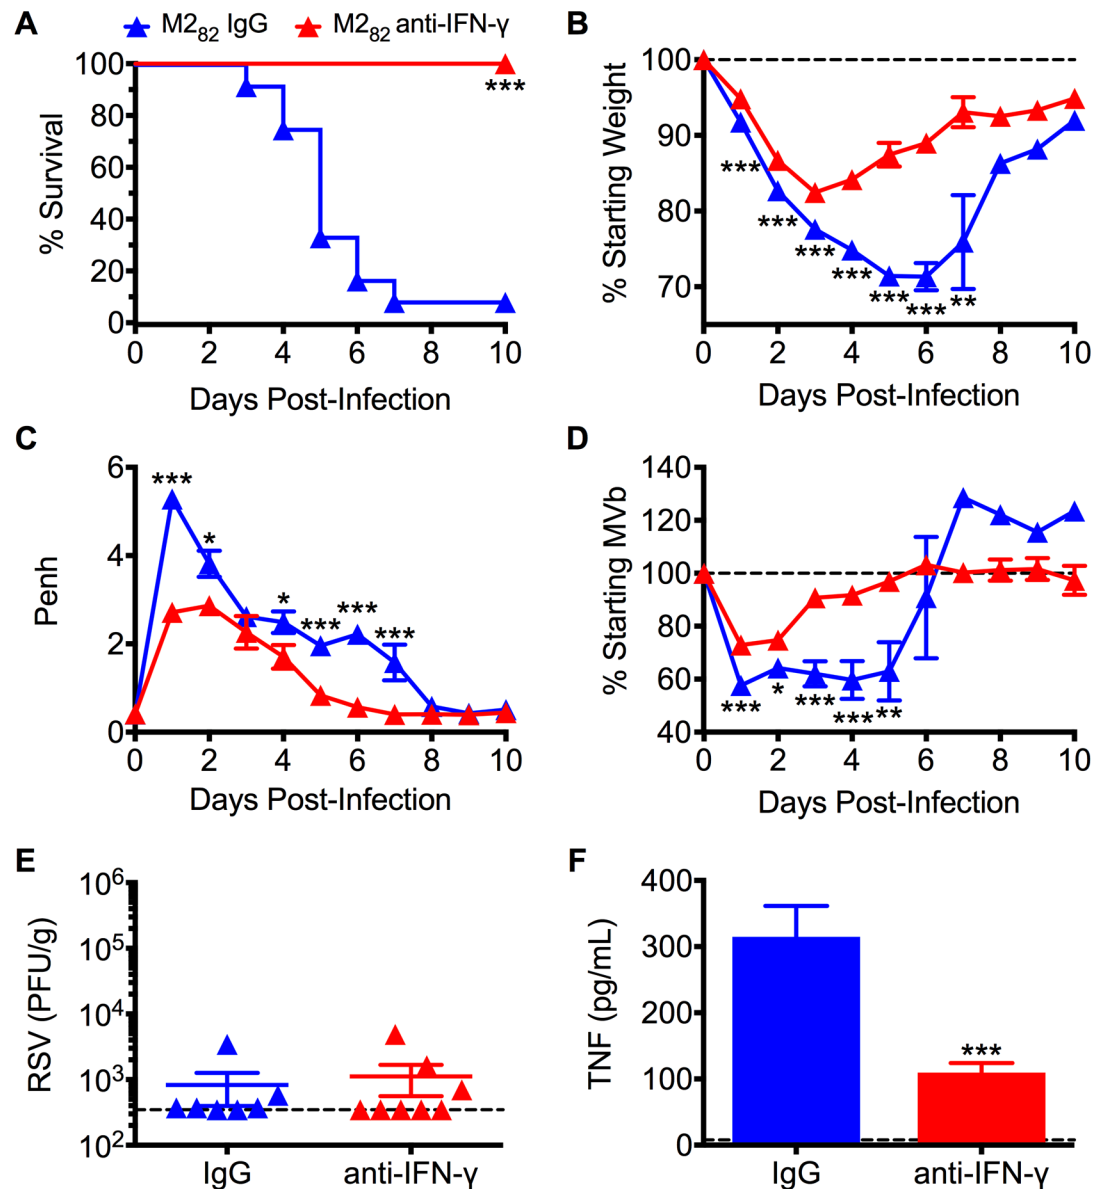 A
M2₈₂ IgG M2₈₂ anti-IFN-γ
100
80
60
40
20
0
% Survival
***
0 2 4 6 8 10
Days Post-Infection
B
100
90
80
70
% Starting Weight
***
***
***
***
***
***
**
0 2 4 6 8 10
Days Post-Infection
C
6
4
2
0
Penh
***
*
*
***
***
***
0 2 4 6 8 10
Days Post-Infection
D
140
120
100
80
60
40
% Starting MVb
***
*
***
***
**
0 2 4 6 8 10
Days Post-Infection
E
10⁶
10⁵
10⁴
10³
10²
RSV (PFU/g)
IgG anti-IFN-γ
F
400
300
200
100
0
TNF (pg/mL)
***
IgG anti-IFN-γ